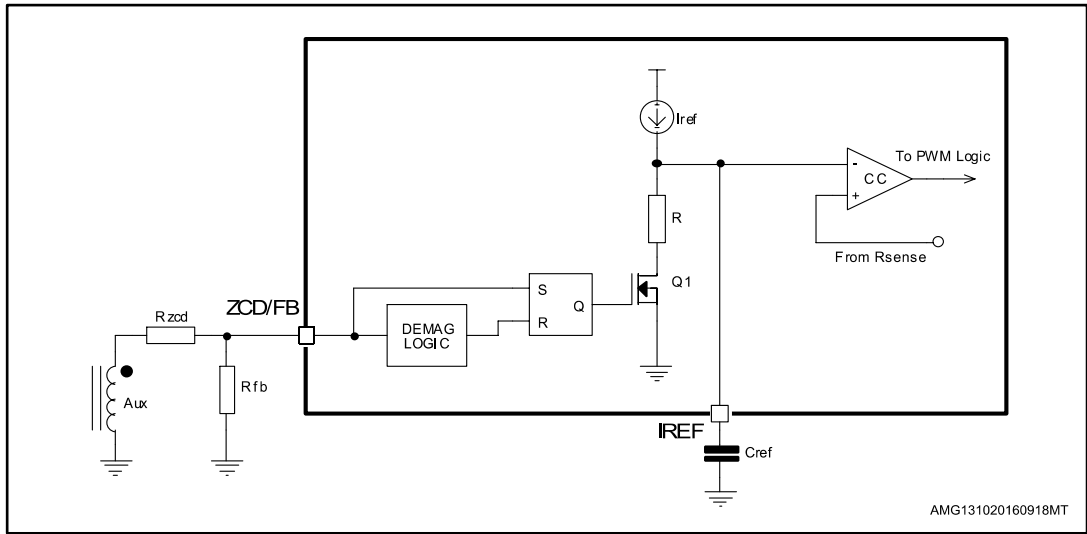 Iref
To PWM Logic
-
CC
+
R
From Rsense
Q1
S
Q
R
ZCD/FB
DEMAG
LOGIC
Rzcd
Rfb
Aux
IREF
Cref
AMG131020160918MT